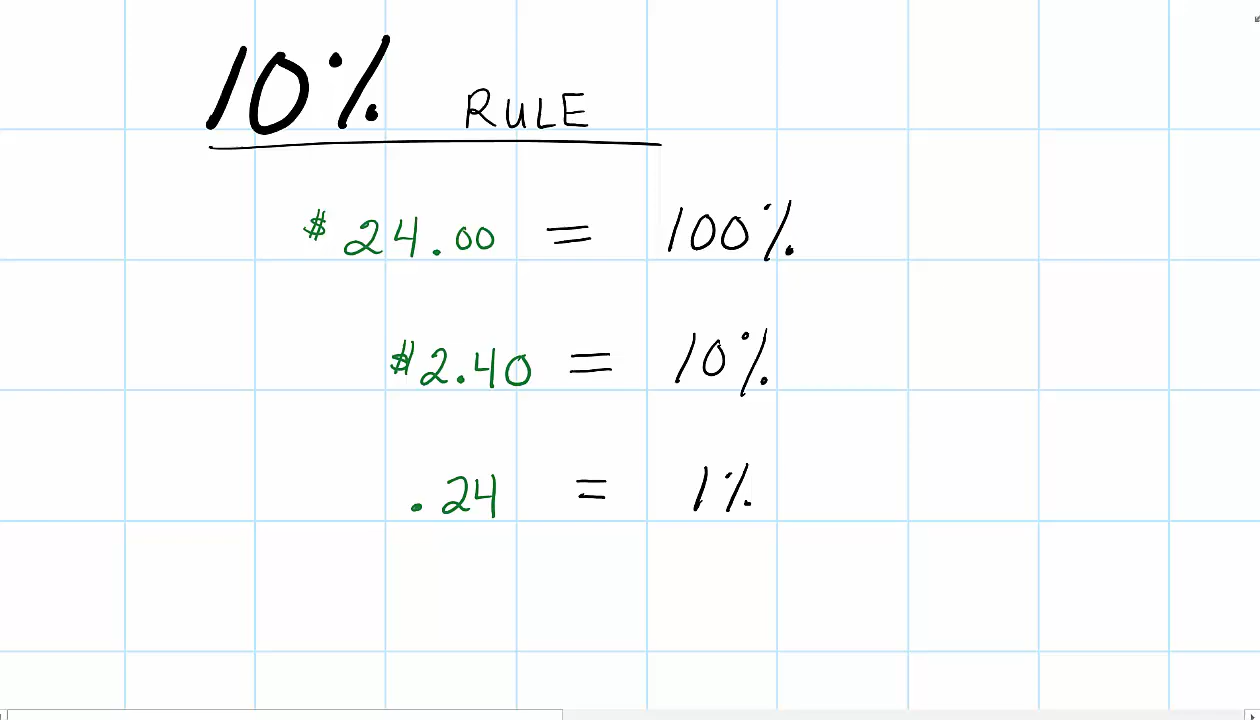 10% RULE
$24.00 = 100%
$2.40 = 10%
.24 = 1%